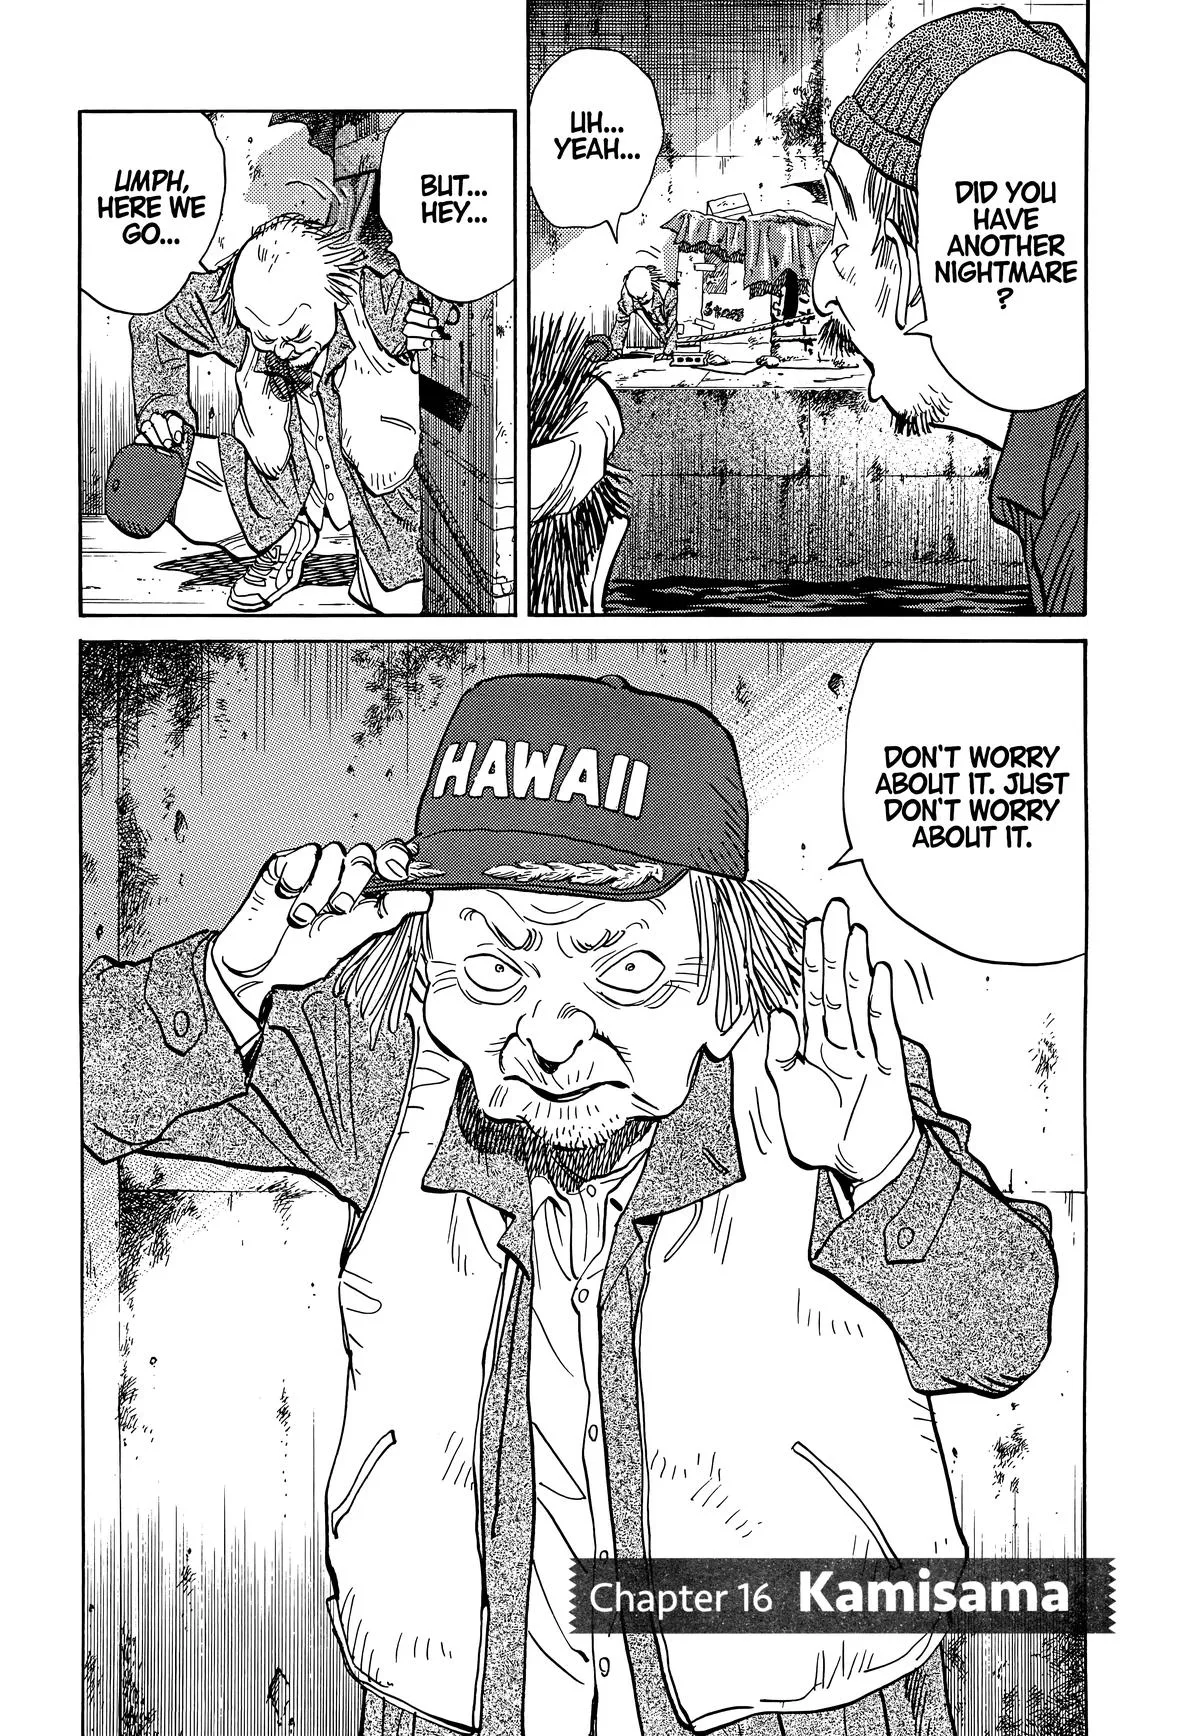 DID YOU
HAVE
ANOTHER
NIGHTMARE
?
UH...
YEAH...
BUT...
HEY...
UMPH,
HERE WE
GO...
DON'T WORRY
ABOUT IT. JUST
DON'T WORRY
ABOUT IT.
HAWAII
Chapter 16 Kamisama